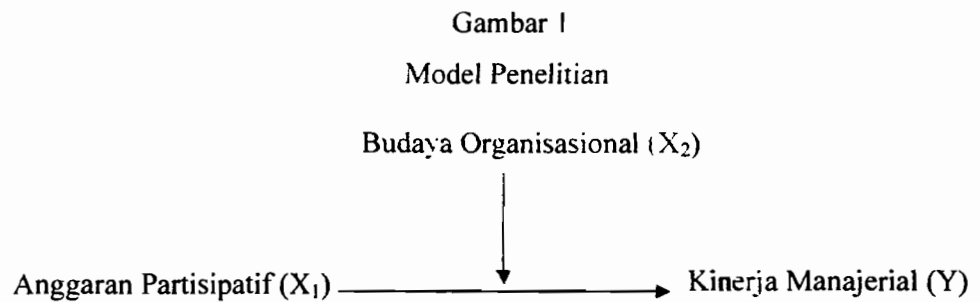 Gambar 1
Model Penelitian
Budaya Organisasional (X₂)
Anggaran Partisipatif (X₁) Kinerja Manajerial (Y)